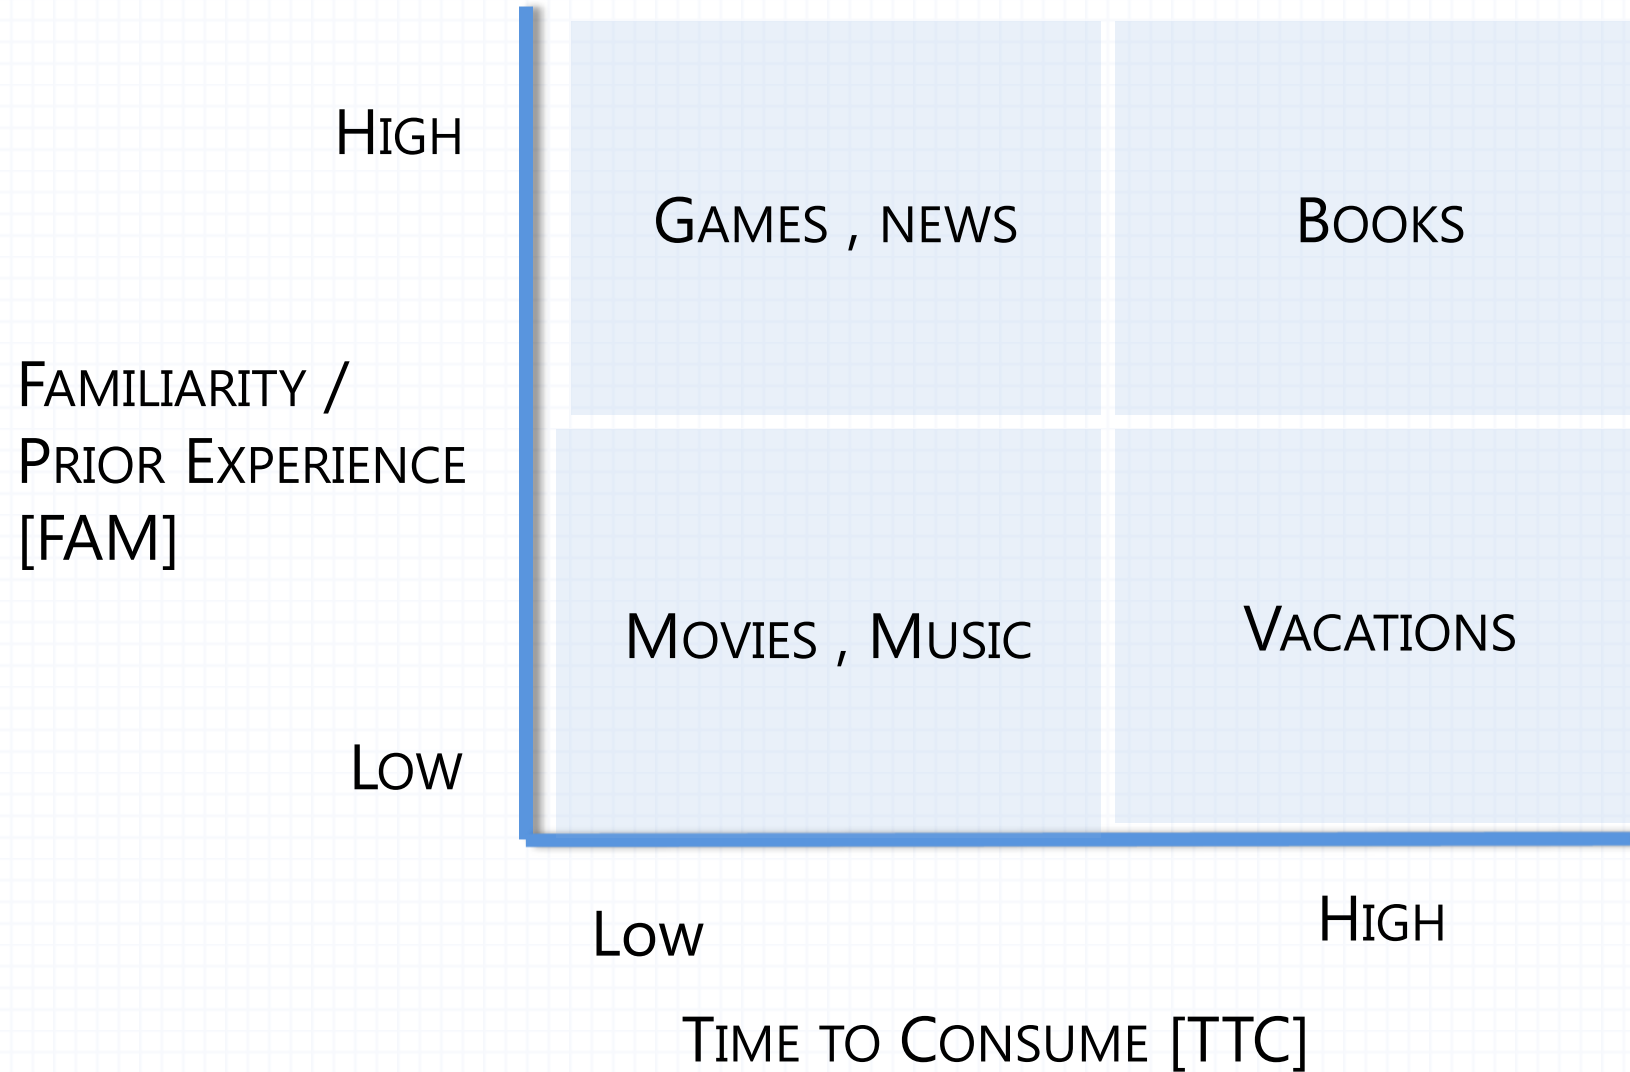 High
Games , news
Books
Familiarity /
Prior Experience
[FAM]
Movies , Music
Vacations
Low
Low
High
Time to Consume [TTC]